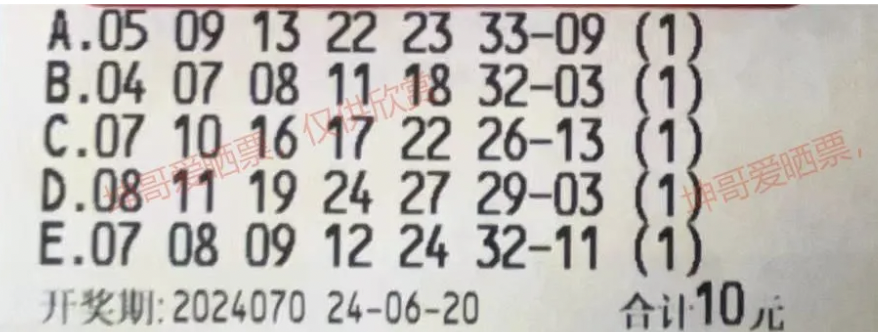 A.05 09 13 22 23 33-09 (1)
B.04 07 08 11 18 32-03 (1)
C.07 10 16 17 22 26-13 (1)
D.08 11 19 24 27 29-03 (1)
E.07 08 09 12 24 32-11 (1)
开奖期:2024070 24-06-20 合计10元
坤哥爱晒票，仅供欣赏
坤哥爱晒票，